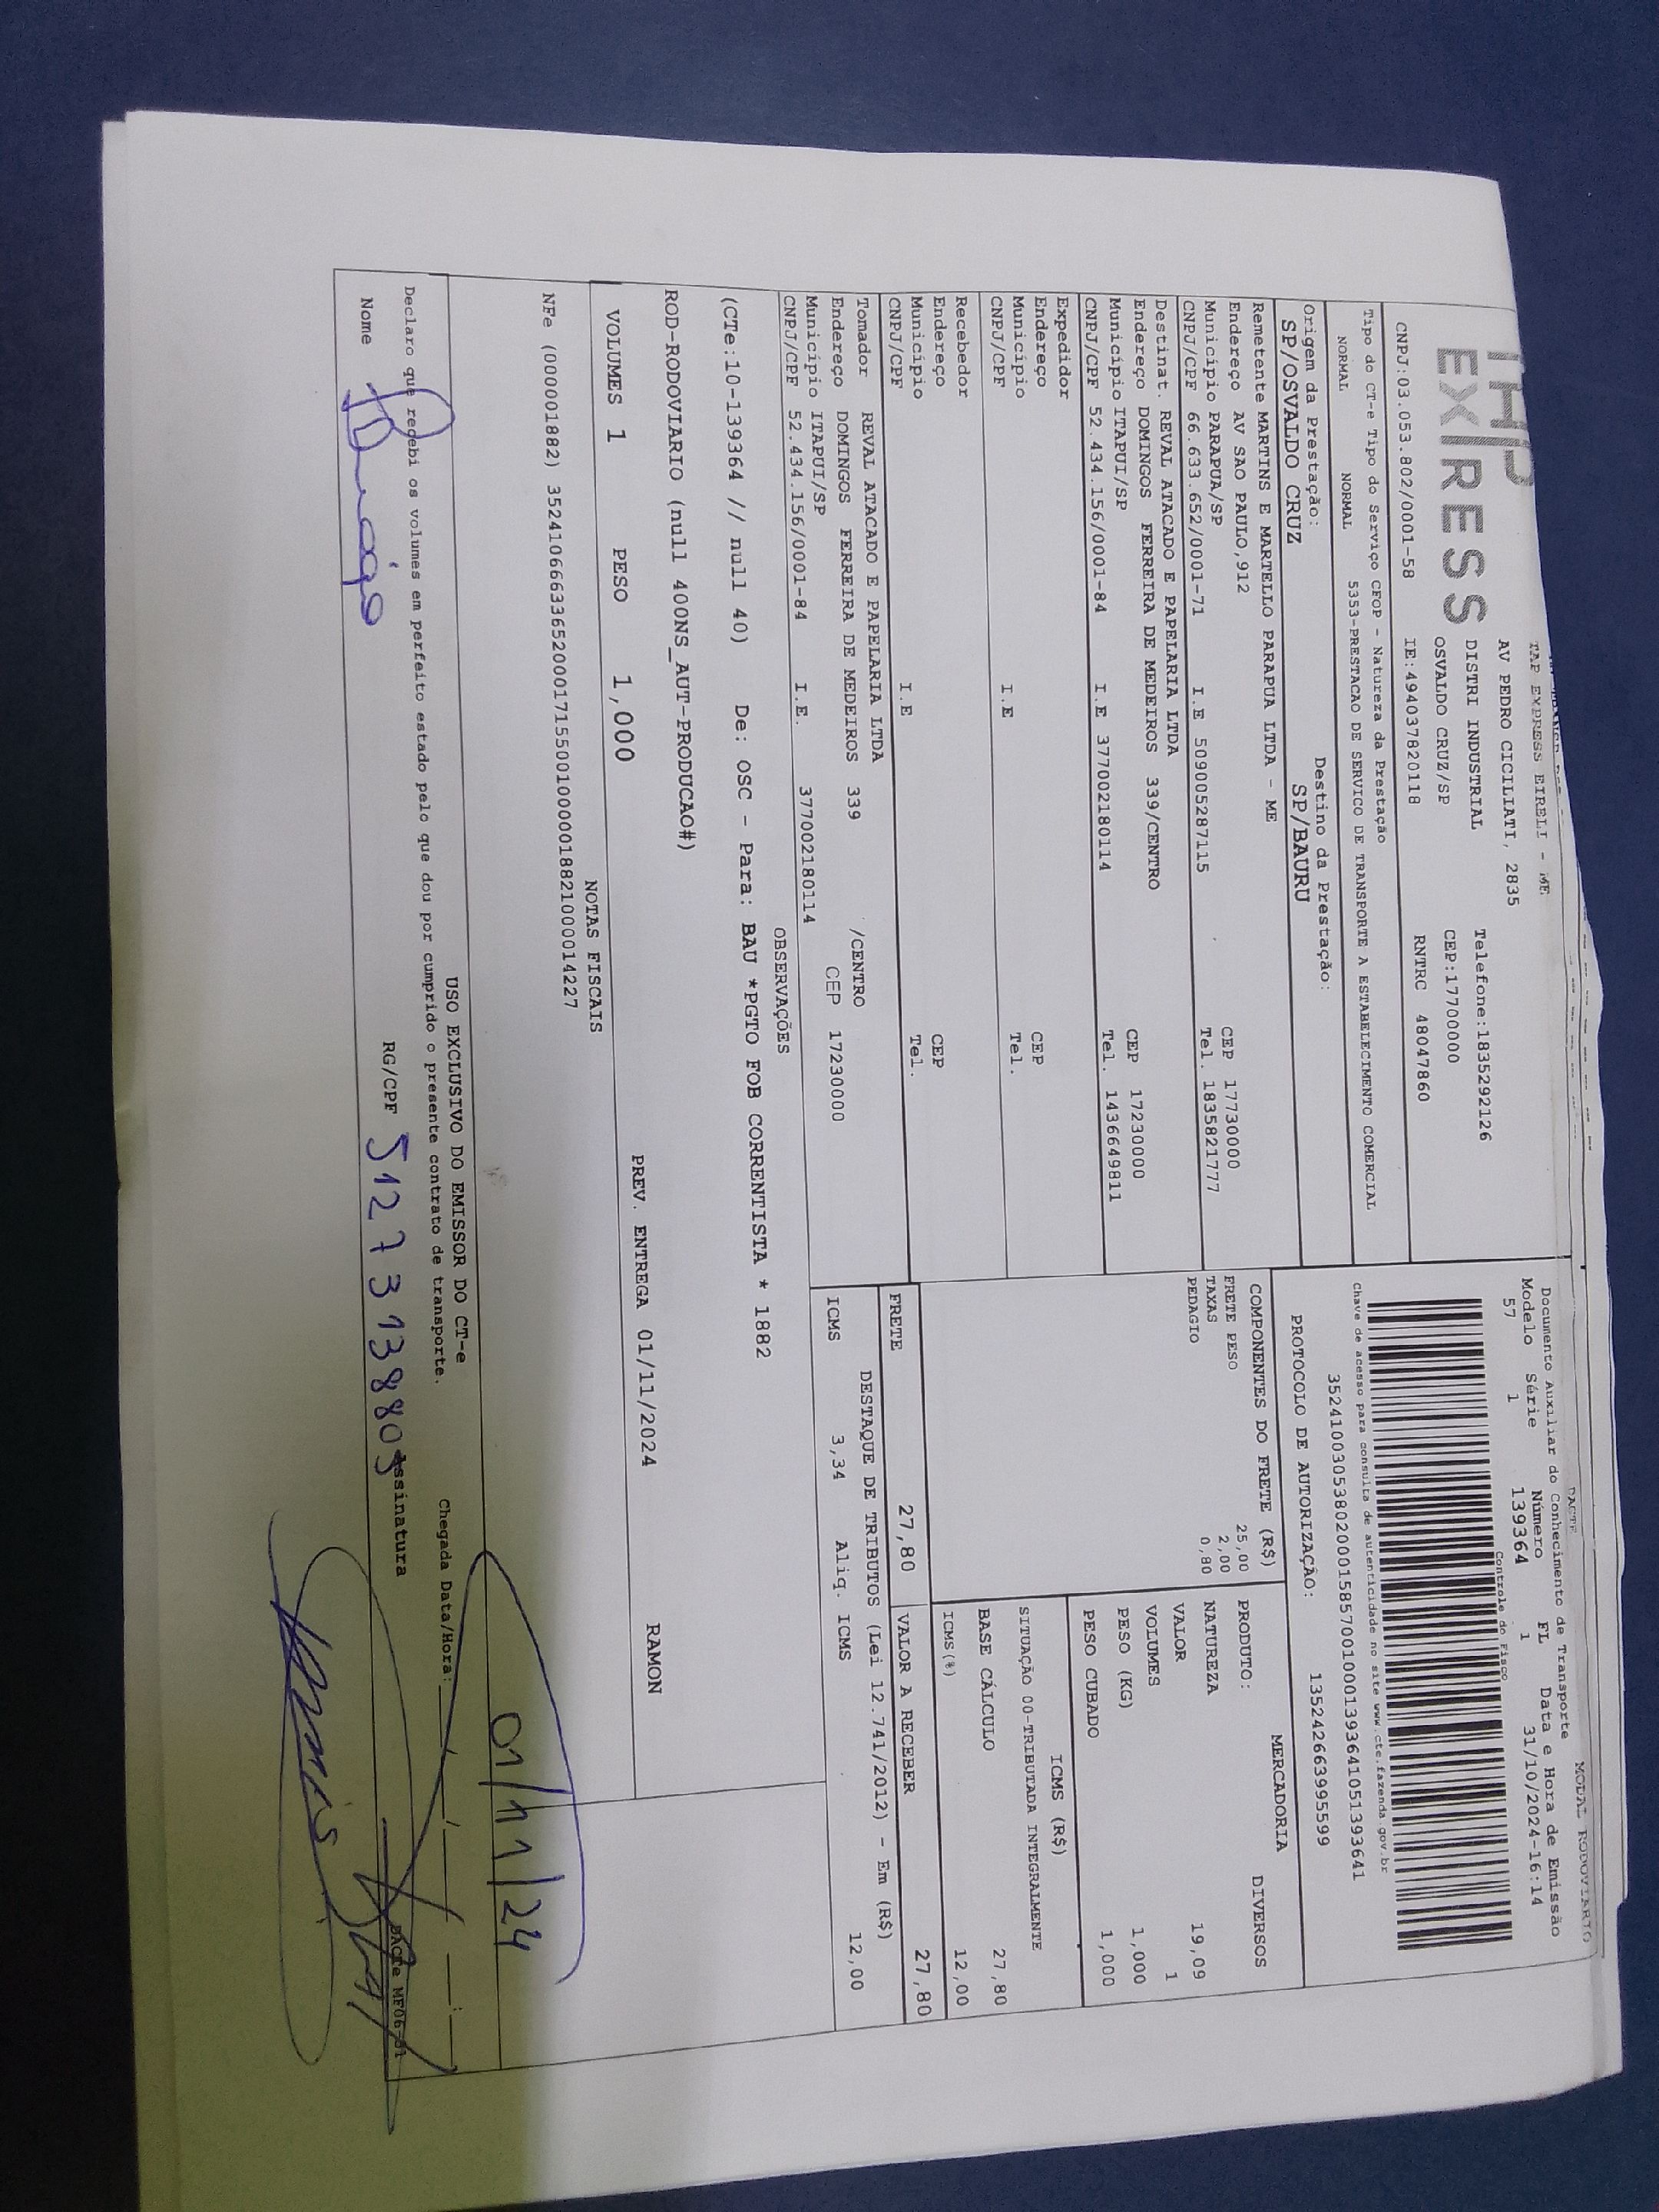 DACTE
MODAL RODOVIARIO
TAP EXPRESS EIRELI - ME
EXPRESS
AV PEDRO CICILIATI, 2835
DISTRI INDUSTRIAL
Telefone:1835292126
OSVALDO CRUZ/SP
CEP:17700000
CNPJ:03.053.802/0001-58
IE:494037820118
RNTRC 48047860
Documento Auxiliar do Conhecimento de Transporte
Modelo Série Número FL Data e Hora de Emissão
57 1 139364 1 31/10/2024-16:14
Controle do Fisco
Chave de acesso para consulta de autenticidade no site www.cte.fazenda.gov.br
35241003053802000158570010001393641051393641
Tipo do CT-e Tipo do Serviço CFOP - Natureza da Prestação
NORMAL NORMAL 5353-PRESTACAO DE SERVICO DE TRANSPORTE A ESTABELECIMENTO COMERCIAL
PROTOCOLO DE AUTORIZAÇÃO: 135242663995599
Origem da Prestação: Destino da Prestação:
SP/OSVALDO CRUZ SP/BAURU
Remetente MARTINS E MARTELLO PARAPUA LTDA - ME
Endereço AV SAO PAULO,912 CEP 17730000
Município PARAPUA/SP Tel. 1835821777
CNPJ/CPF 66.633.652/0001-71 I.E 509005287115
Destinat. REVAL ATACADO E PAPELARIA LTDA
Endereço DOMINGOS FERREIRA DE MEDEIROS 339/CENTRO CEP 17230000
Município ITAPUI/SP Tel. 1436649811
CNPJ/CPF 52.434.156/0001-84 I.E 377002180114
Expedidor
Endereço CEP
Município Tel.
CNPJ/CPF I.E
Recebedor
Endereço CEP
Município Tel.
CNPJ/CPF I.E
Tomador REVAL ATACADO E PAPELARIA LTDA
Endereço DOMINGOS FERREIRA DE MEDEIROS 339 /CENTRO
Município ITAPUI/SP CEP 17230000
CNPJ/CPF 52.434.156/0001-84 I.E. 377002180114
COMPONENTES DO FRETE (R$)
FRETE PESO 25,00
TAXAS 2,00
PEDAGIO 0,80
MERCADORIA
PRODUTO: DIVERSOS
NATUREZA
VALOR 19,09
VOLUMES 1
PESO (KG) 1,000
PESO CUBADO 1,000
ICMS (R$)
SITUAÇÃO 00-TRIBUTADA INTEGRALMENTE
BASE CÁLCULO 27,80
ICMS(%) 12,00
FRETE 27,80 VALOR A RECEBER 27,80
DESTAQUE DE TRIBUTOS (Lei 12.741/2012) - Em (R$)
ICMS 3,34 Aliq. ICMS 12,00
OBSERVAÇÕES
(CTe:10-139364 // null 40) De: OSC - Para: BAU *PGTO FOB CORRENTISTA * 1882
ROD-RODOVIARIO (null 400NS_AUT-PRODUCAO#)
VOLUMES 1 PESO 1,000 PREV. ENTREGA 01/11/2024 RAMON
NOTAS FISCAIS
NFe (000001882) 35241066633652000171550010000018821000014227
01/11/24
USO EXCLUSIVO DO EMISSOR DO CT-e
Declaro que recebi os volumes em perfeito estado pelo que dou por cumprido o presente contrato de transporte.
Chegada Data/Hora: / / :
Nome RG/CPF 51273138803 Assinatura